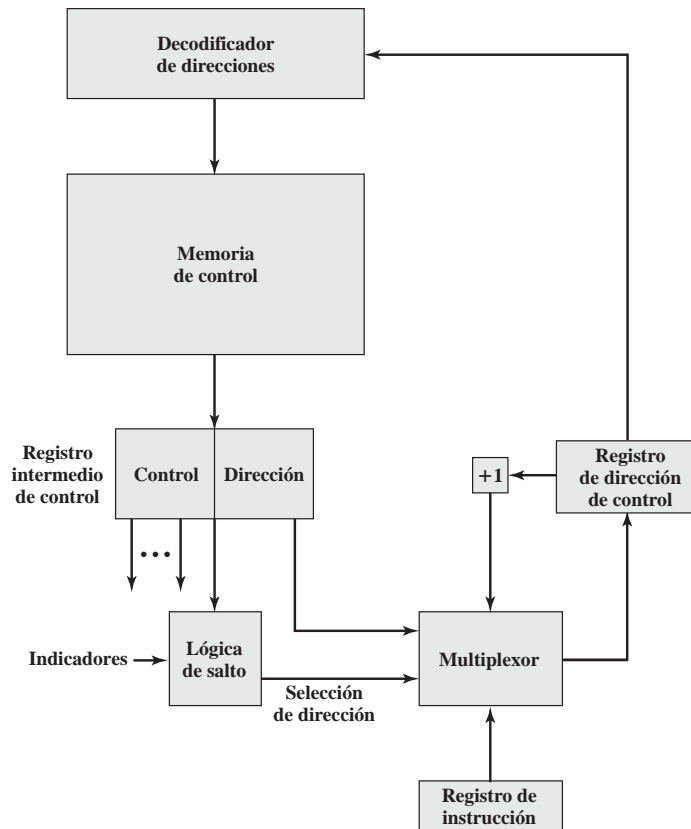 Decodificador
de direcciones
Memoria
de control
Registro
intermedio
de control
Control
Dirección
+1
Registro
de dirección
de control
...
Indicadores
Lógica
de salto
Selección
de dirección
Multiplexor
Registro de
instrucción